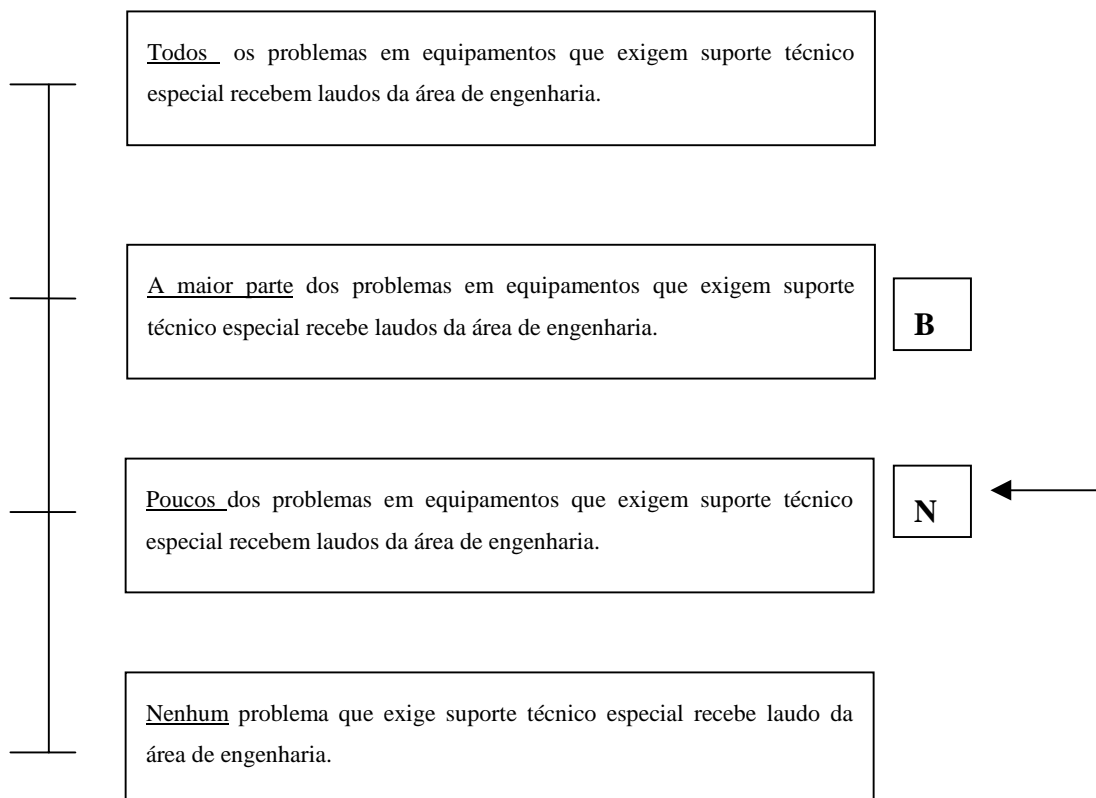 Todos os problemas em equipamentos que exigem suporte técnico
especial recebem laudos da área de engenharia.
A maior parte dos problemas em equipamentos que exigem suporte
técnico especial recebe laudos da área de engenharia.
B
Poucos dos problemas em equipamentos que exigem suporte técnico
especial recebem laudos da área de engenharia.
N
Nenhum problema que exige suporte técnico especial recebe laudo da
área de engenharia.